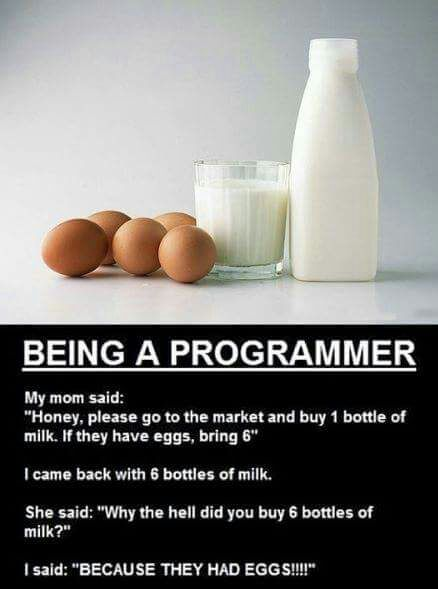 BEING A PROGRAMMER
My mom said:
"Honey, please go to the market and buy 1 bottle of
milk. If they have eggs, bring 6"
I came back with 6 bottles of milk.
She said: "Why the hell did you buy 6 bottles of
milk?"
I said: "BECAUSE THEY HAD EGGS!!!!"